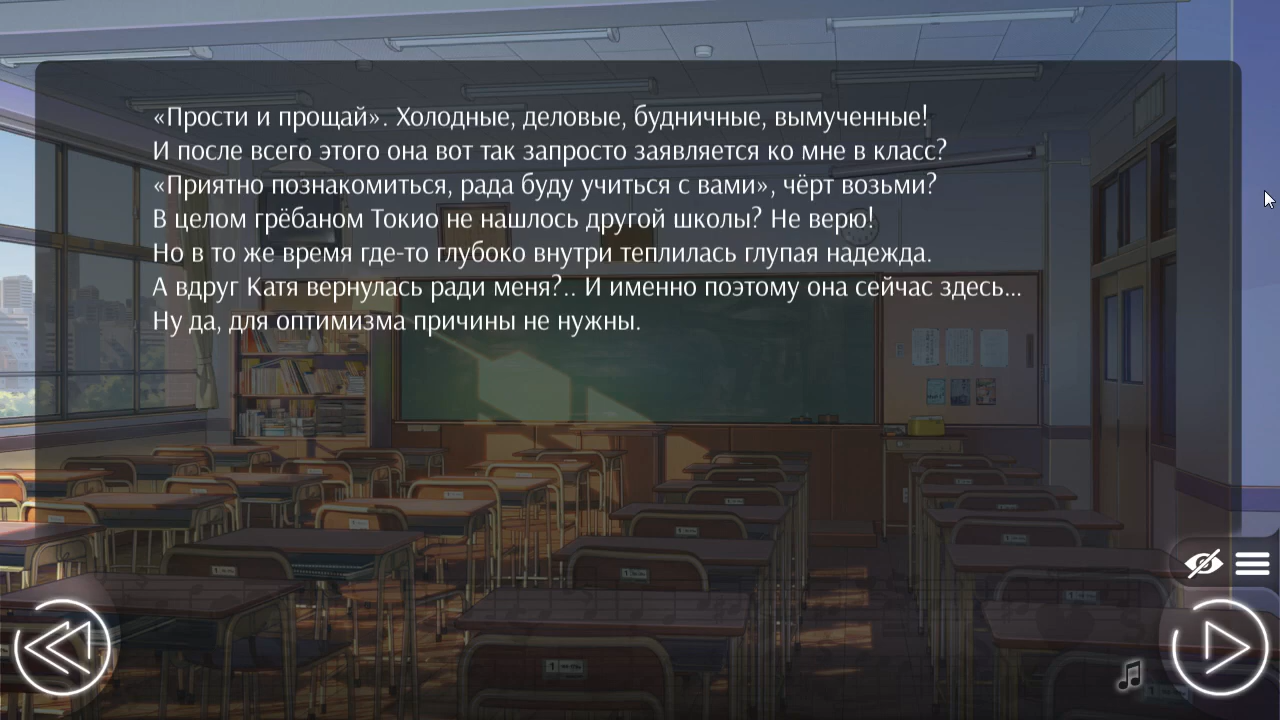 «Прости и прощай». Холодные, деловые, будничные, вымученные!
И после всего этого она вот так запросто заявляется ко мне в класс?
«Приятно познакомиться, рада буду учиться с вами», чёрт возьми?
В целом грёбаном Токио не нашлось другой школы? Не верю!
Но в то же время где-то глубоко внутри теплилась глупая надежда.
А вдруг Катя вернулась ради меня?.. И именно поэтому она сейчас здесь...
Ну да, для оптимизма причины не нужны.